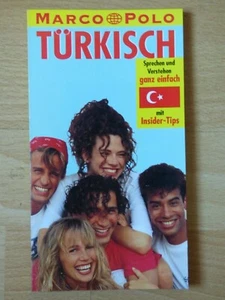 MARCO POLO
TÜRKISCH
Sprechen und
Verstehen
ganz einfach
mit
Insider-Tips